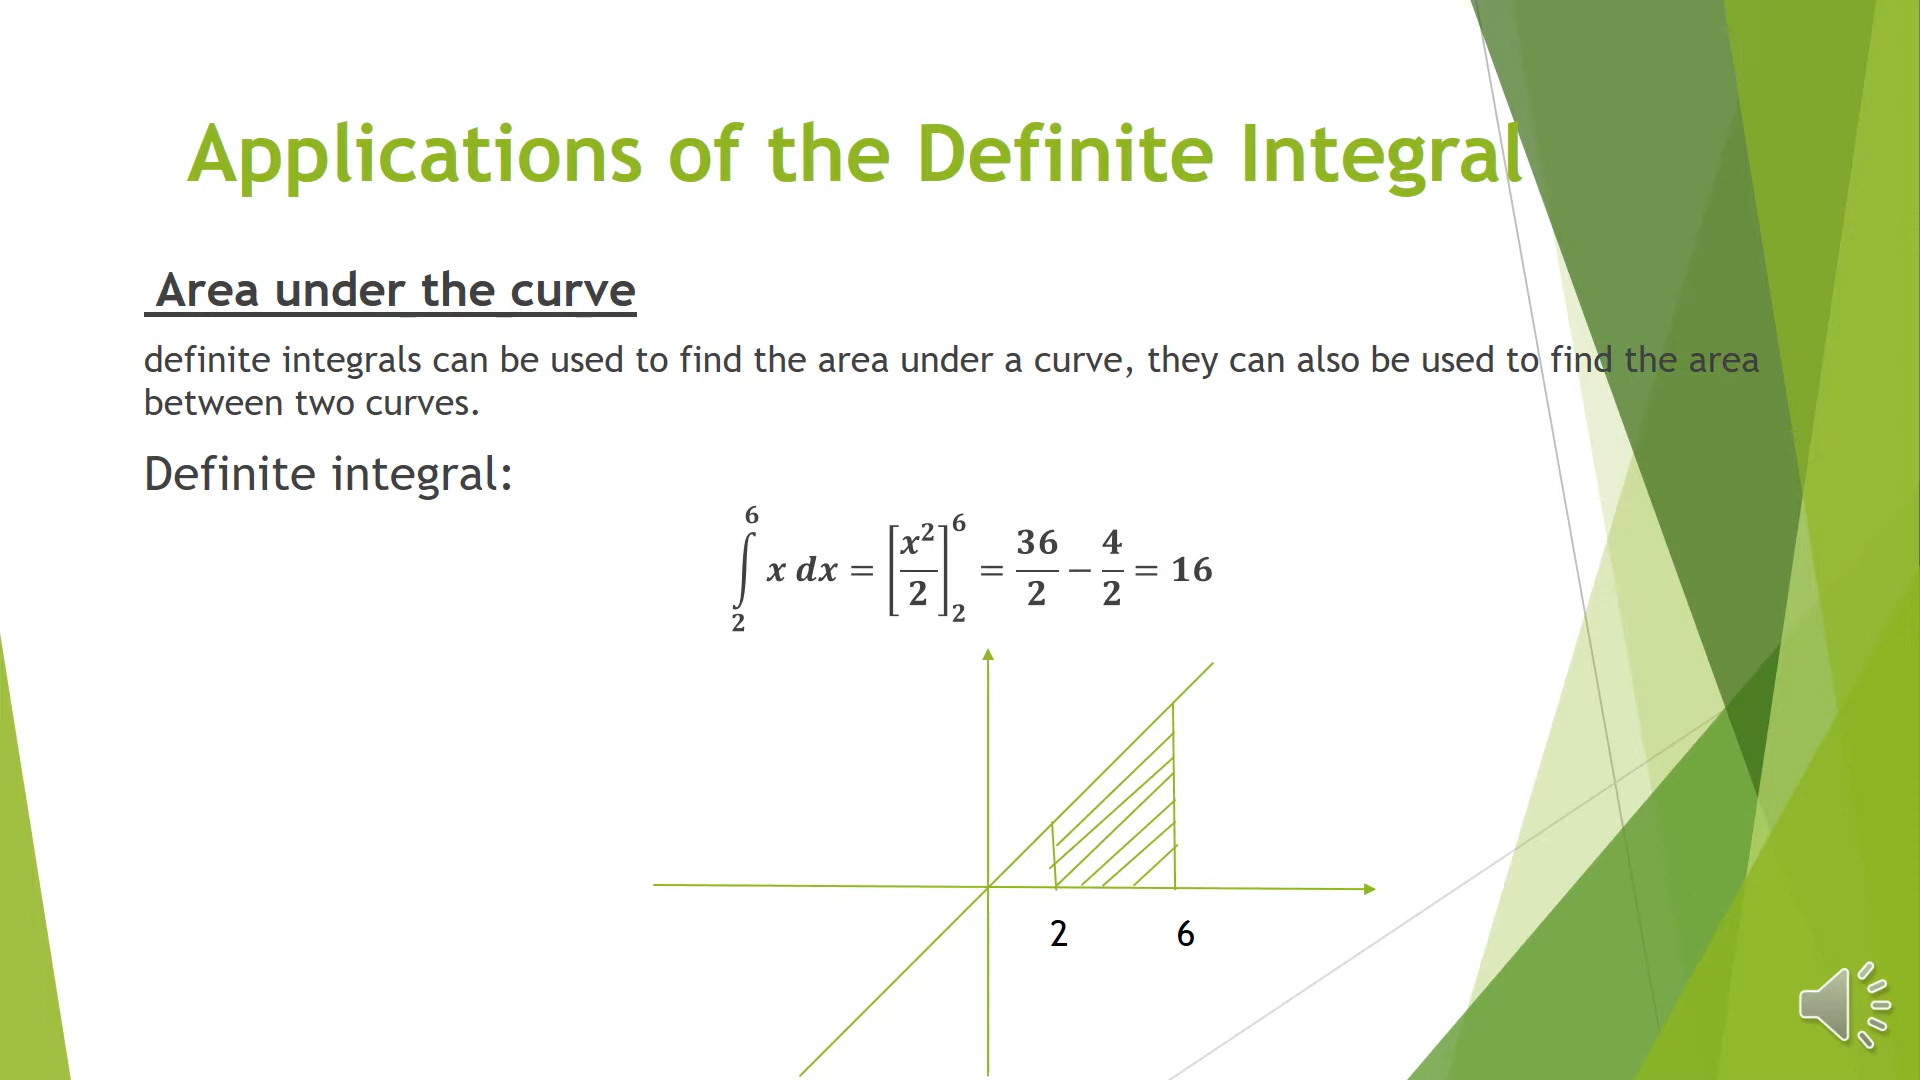 Applications of the Definite Integral
Area under the curve
definite integrals can be used to find the area under a curve, they can also be used to find the area
between two curves.
Definite integral:
∫₂⁶ x dx = [x²/2]₂⁶ = 36/2 − 4/2 = 16
2 6